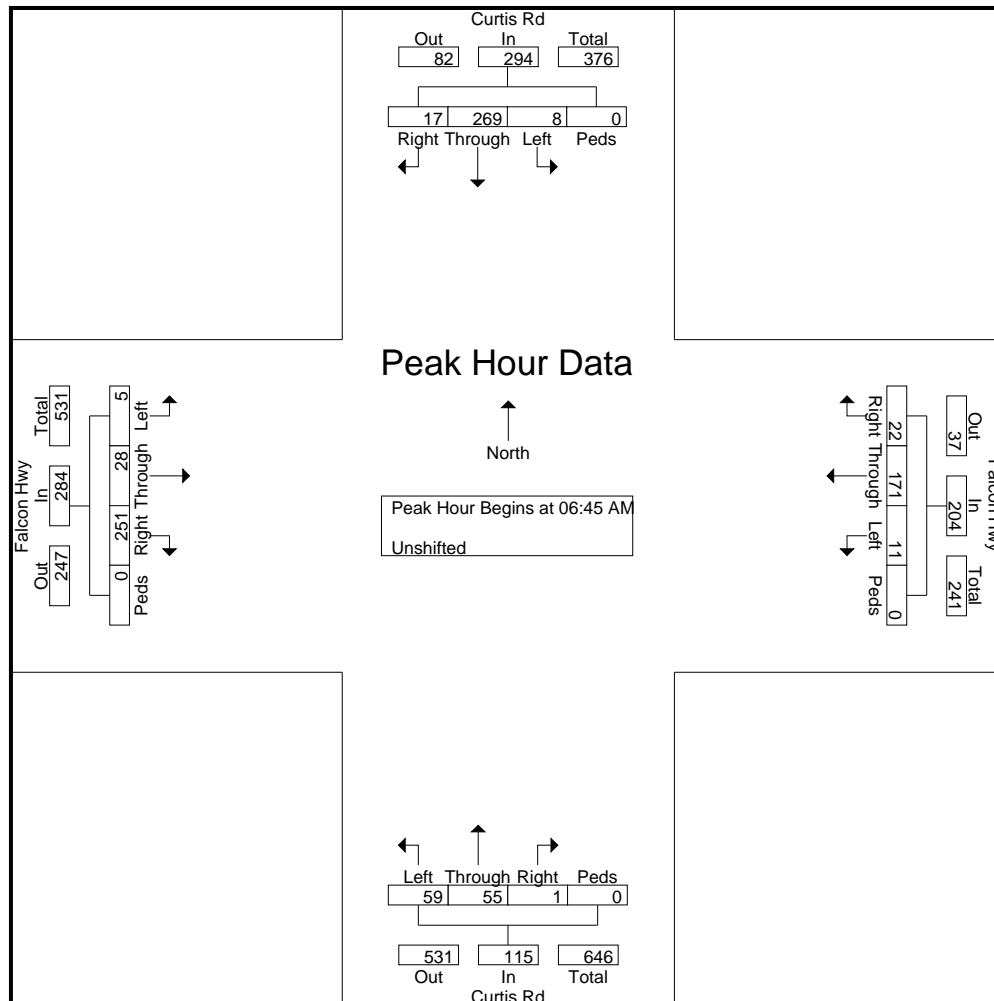 Curtis Rd
Out In Total
82 294 376
17 269 8 0
Right Through Left Peds
Peak Hour Data
North
Peak Hour Begins at 06:45 AM
Unshifted
Falcon Hwy
Out In Total
247 284 531
5 28 251 0
Left Through Right Peds
Right Through Left Peds
22 171 11 0
37 204 241
Out In Total
Falcon Hwy
Left Through Right Peds
59 55 1 0
531 115 646
Out In Total
Curtis Rd